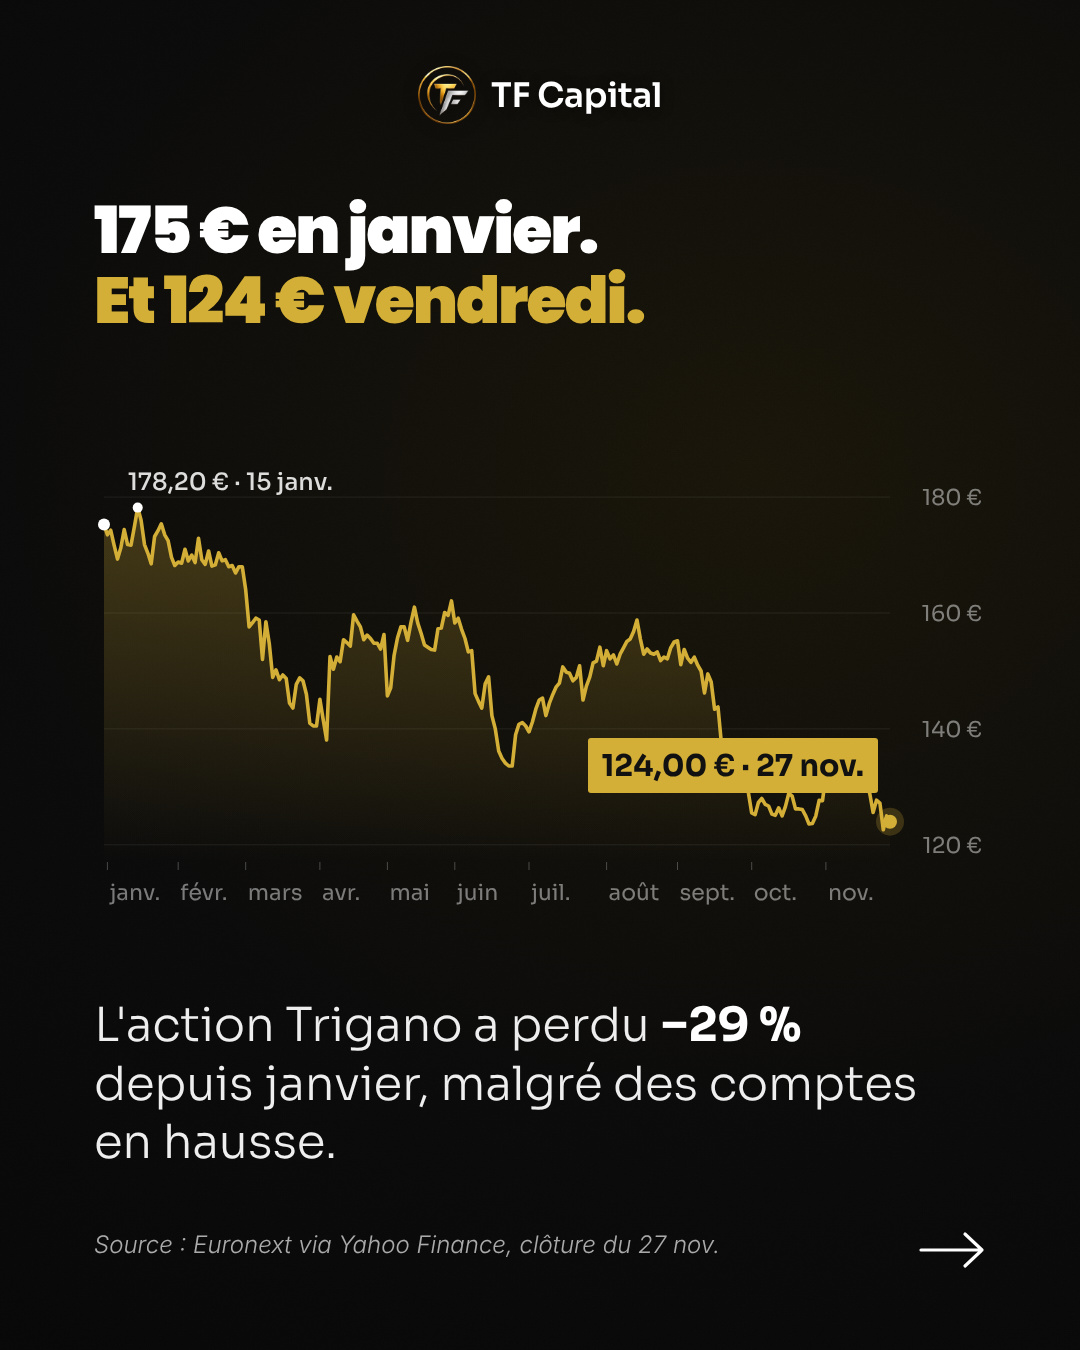 TF Capital
175 € en janvier.
Et 124 € vendredi.
178,20 € · 15 janv.
180 €
160 €
140 €
124,00 € · 27 nov.
120 €
janv. févr. mars avr. mai juin juil. août sept. oct. nov.
L'action Trigano a perdu −29 %
depuis janvier, malgré des comptes
en hausse.
Source : Euronext via Yahoo Finance, clôture du 27 nov.